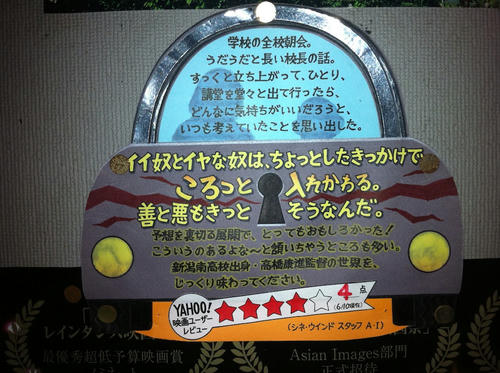 学校の全校朝会。
うだうだと長い校長の話。
すっくと立ち上がって、ひとり、
講堂を堂々と出て行ったら、
どんなに気持ちがいいだろうと、
いつも考えていたことを思い出した。
イイ奴とイヤな奴は、ちょっとしたきっかけで
ころっと 入れかわる。
善と悪もきっと そうなんだ。
予想を裏切る展開で、とってもおもしろかった!
こういうのあるよな〜と頷いちゃうところも多い。
新潟南高校出身・高橋康進監督の世界を、
じっくり味わってください。
YAHOO!
映画ユーザー
レビュー
★★★★☆ 4点
(シネ・ウインド スタッフ A・I)
レインダンス映画
最優秀超低予算映画賞
Asian Images部門
正式招待